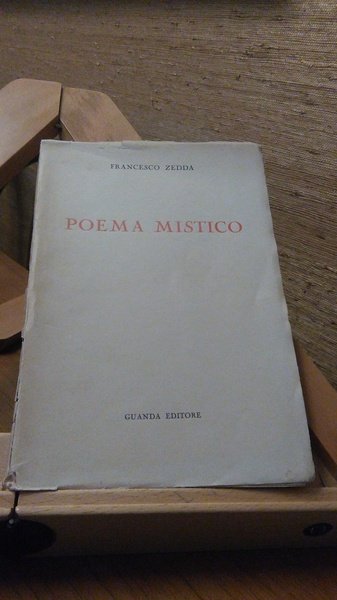 FRANCESCO ZEDDA
POEMA MISTICO
GUANDA EDITORE